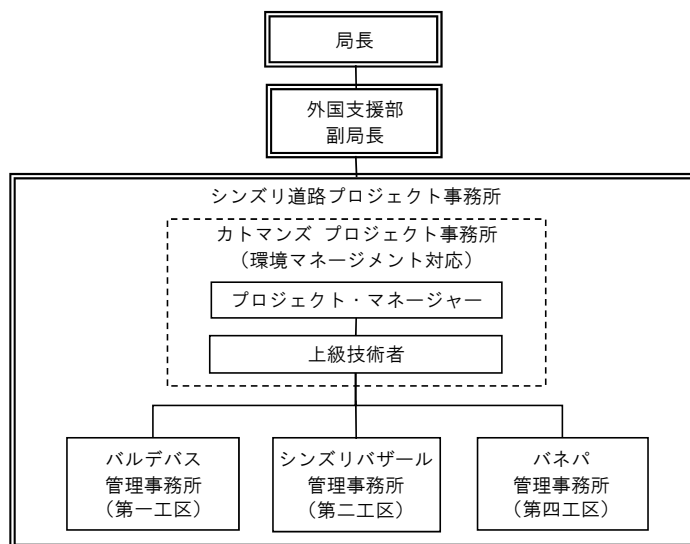 局長
外国支援部
副局長
シンズリ道路プロジェクト事務所
カトマンズ プロジェクト事務所
（環境マネージメント対応）
プロジェクト・マネージャー
上級技術者
バルデバス
管理事務所
（第一工区）
シンズリバザール
管理事務所
（第二工区）
バネパ
管理事務所
（第四工区）